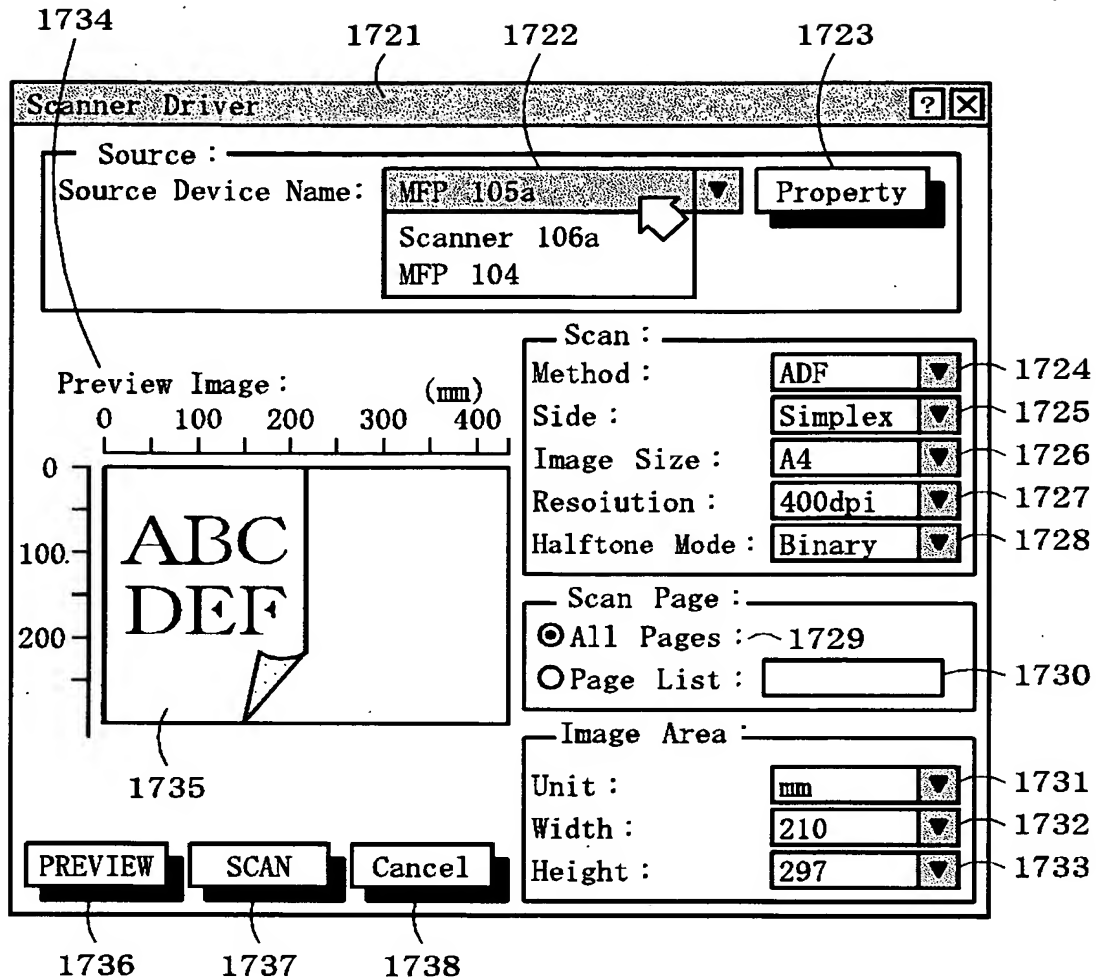 1734
1721 1722 1723
Scanner Driver ? X
Source :
Source Device Name: MFP 105a Property
Scanner 106a
MFP 104
Scan :
Method : ADF 1724
Side : Simplex 1725
Image Size : A4 1726
Resoiution : 400dpi 1727
Halftone Mode : Binary 1728
Preview Image : (mm)
0 100 200 300 400
0
100.
200
ABC
DEF
1735
Scan Page :
All Pages : 1729
Page List : 1730
Image Area :
Unit : mm 1731
Width : 210 1732
Height : 297 1733
PREVIEW SCAN Cancel
1736 1737 1738